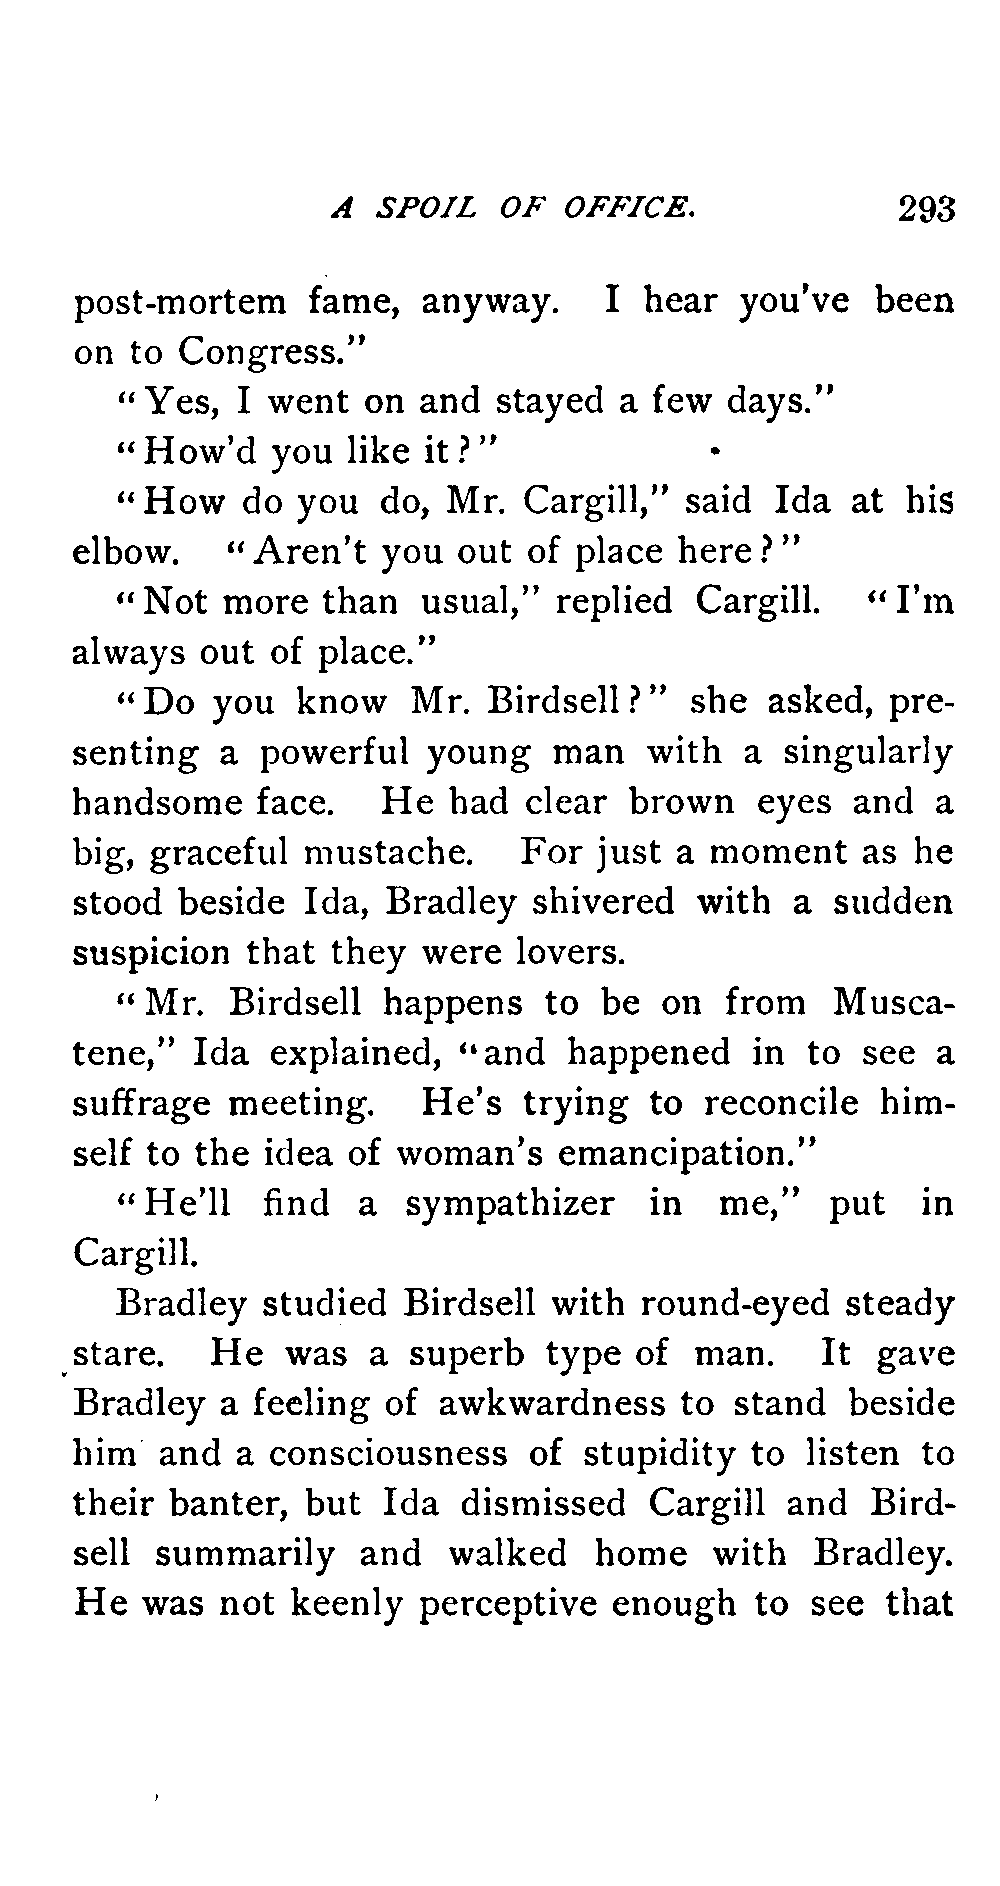 A SPOIL OF OFFICE. 293
post-mortem fame, anyway. I hear you've been
on to Congress."
"Yes, I went on and stayed a few days."
"How'd you like it?"
"How do you do, Mr. Cargill," said Ida at his
elbow. "Aren't you out of place here?"
"Not more than usual," replied Cargill. "I'm
always out of place."
"Do you know Mr. Birdsell?" she asked, pre-
senting a powerful young man with a singularly
handsome face. He had clear brown eyes and a
big, graceful mustache. For just a moment as he
stood beside Ida, Bradley shivered with a sudden
suspicion that they were lovers.
"Mr. Birdsell happens to be on from Musca-
tene," Ida explained, "and happened in to see a
suffrage meeting. He's trying to reconcile him-
self to the idea of woman's emancipation."
"He'll find a sympathizer in me," put in
Cargill.
Bradley studied Birdsell with round-eyed steady
stare. He was a superb type of man. It gave
Bradley a feeling of awkwardness to stand beside
him and a consciousness of stupidity to listen to
their banter, but Ida dismissed Cargill and Bird-
sell summarily and walked home with Bradley.
He was not keenly perceptive enough to see that